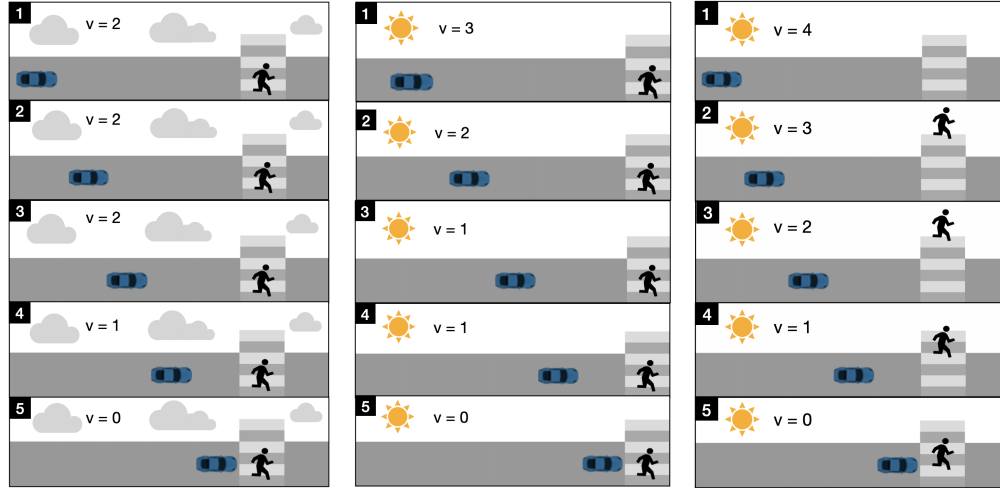 1 v = 2
2 v = 2
3 v = 2
4 v = 1
5 v = 0
1 v = 3
2 v = 2
3 v = 1
4 v = 1
5 v = 0
1 v = 4
2 v = 3
3 v = 2
4 v = 1
5 v = 0